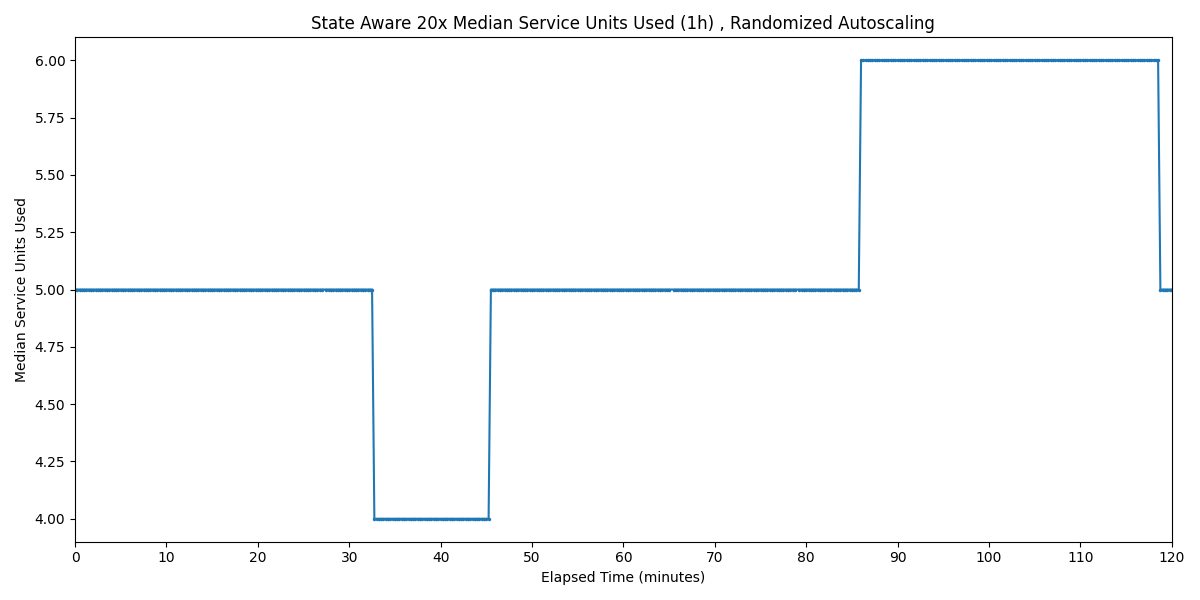 State Aware 20x Median Service Units Used (1h) , Randomized Autoscaling
Median Service Units Used
6.00
5.75
5.50
5.25
5.00
4.75
4.50
4.25
4.00
0 10 20 30 40 50 60 70 80 90 100 110 120
Elapsed Time (minutes)